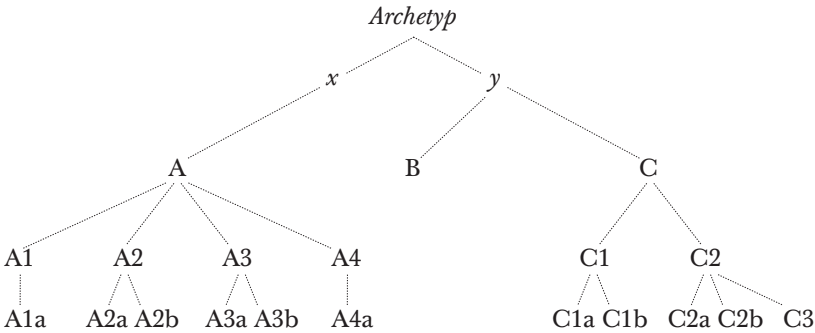 Archetyp
x y
A B C
A1 A2 A3 A4 C1 C2
A1a A2a A2b A3a A3b A4a C1a C1b C2a C2b C3